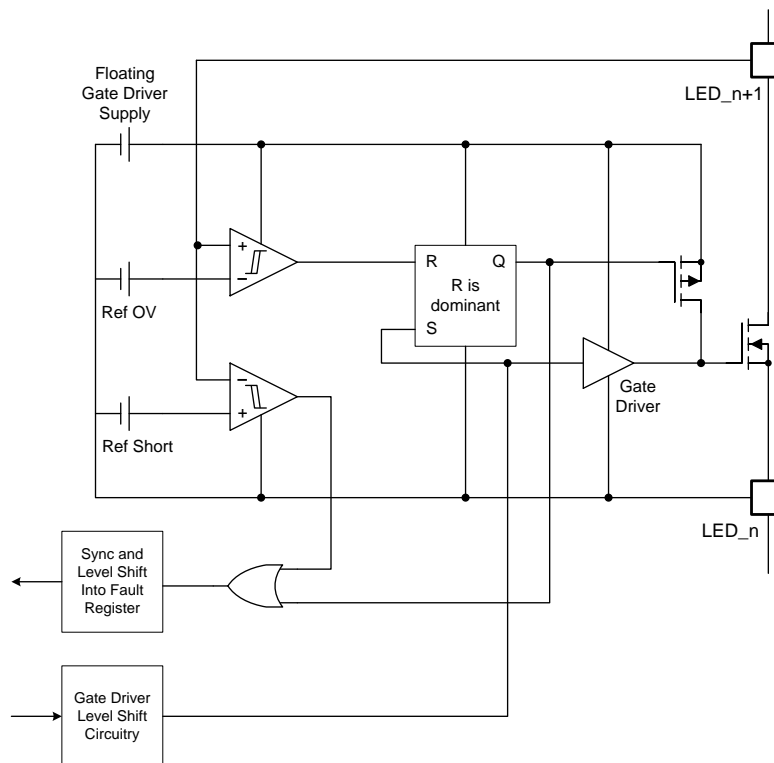 Floating
Gate Driver
Supply
LED_n+1
+
–
Ref OV
R
Q
R is
dominant
S
–
+
Ref Short
Gate
Driver
LED_n
Sync and
Level Shift
Into Fault
Register
Gate Driver
Level Shift
Circuitry